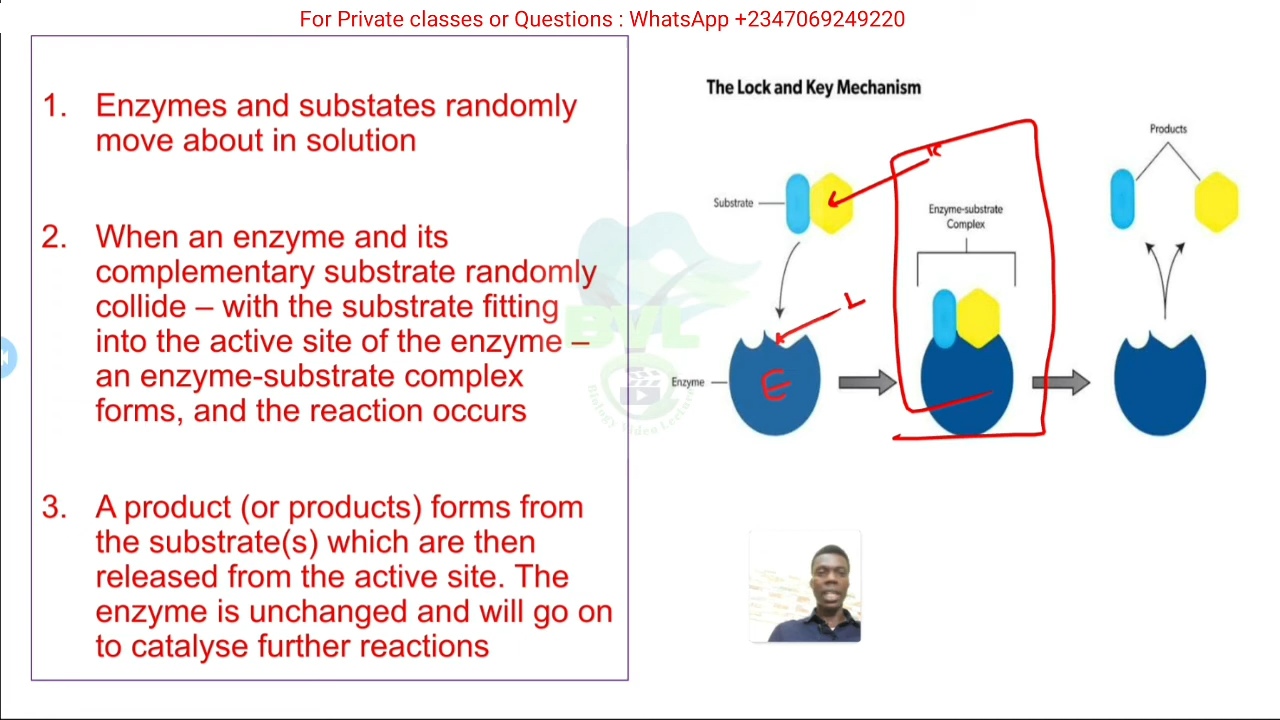 For Private classes or Questions : WhatsApp +2347069249220
1. Enzymes and substates randomly
move about in solution
2. When an enzyme and its
complementary substrate randomly
collide – with the substrate fitting
into the active site of the enzyme –
an enzyme-substrate complex
forms, and the reaction occurs
3. A product (or products) forms from
the substrate(s) which are then
released from the active site. The
enzyme is unchanged and will go on
to catalyse further reactions
The Lock and Key Mechanism
Products
K
Substrate
Enzyme-substrate
Complex
L
Enzyme
E
BVL
Biology Video Lectures